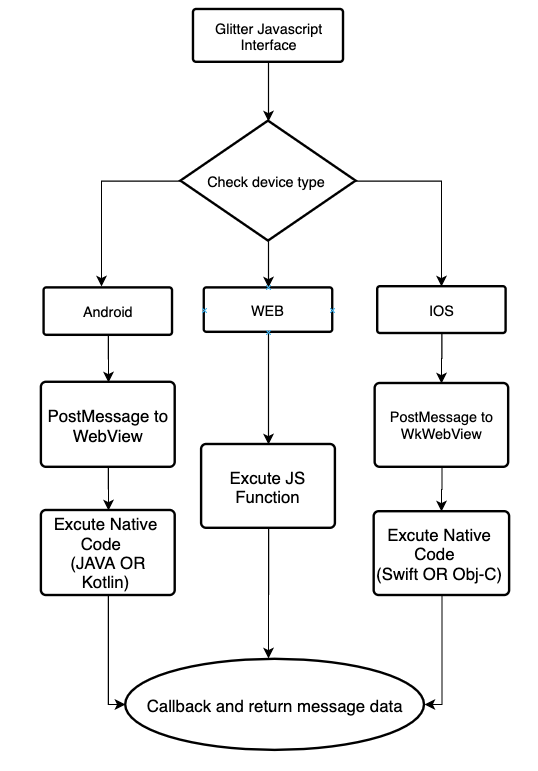 Glitter Javascript
Interface
Check device type
Android
WEB
IOS
PostMessage to
WebView
PostMessage to
WkWebView
Excute JS
Function
Excute Native
Code
(JAVA OR
Kotlin)
Excute Native
Code
(Swift OR Obj-C)
Callback and return message data